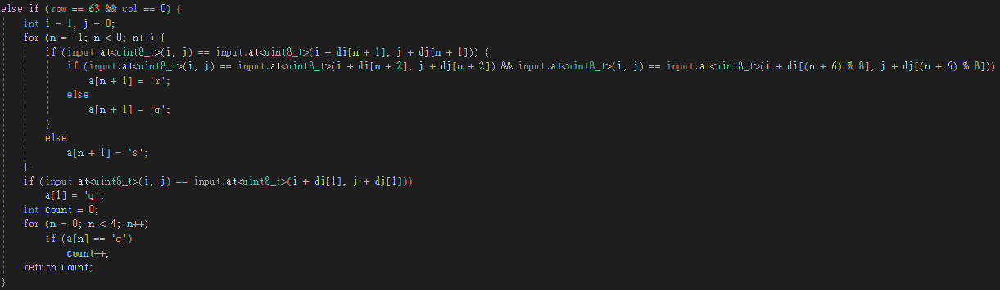 else if (row == 63 && col == 0) {
int i = 1, j = 0;
for (n = -1; n < 0; n++) {
if (input.at<uint8_t>(i, j) == input.at<uint8_t>(i + di[n + 1], j + dj[n + 1])) {
if (input.at<uint8_t>(i, j) == input.at<uint8_t>(i + di[n + 2], j + dj[n + 2]) && input.at<uint8_t>(i, j) == input.at<uint8_t>(i + di[(n + 6) % 8], j + dj[(n + 6) % 8]))
a[n + 1] = 'r';
else
a[n + 1] = 'q';
}
else
a[n + 1] = 's';
}
if (input.at<uint8_t>(i, j) == input.at<uint8_t>(i + di[1], j + dj[1]))
a[1] = 'q';
int count = 0;
for (n = 0; n < 4; n++)
if (a[n] == 'q')
count++;
return count;
}